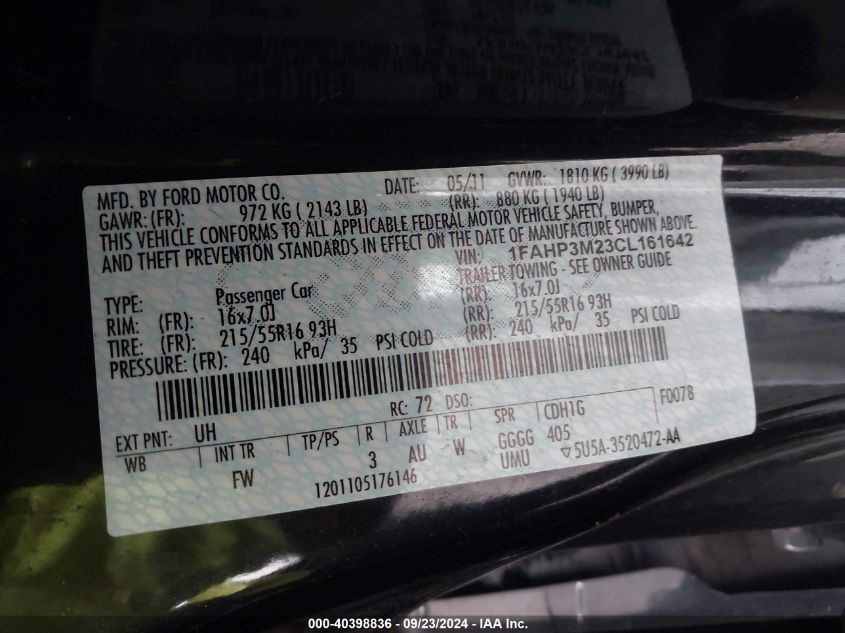 MFD. BY FORD MOTOR CO.
DATE: 05/11 GVWR: 1810 KG ( 3990 LB)
GAWR: (FR): 972 KG ( 2143 LB) (RR): 880 KG ( 1940 LB)
THIS VEHICLE CONFORMS TO ALL APPLICABLE FEDERAL MOTOR VEHICLE SAFETY, BUMPER,
AND THEFT PREVENTION STANDARDS IN EFFECT ON THE DATE OF MANUFACTURE SHOWN ABOVE.
VIN: 1FAHP3M23CL161642
TYPE: Passenger Car TRAILER TOWING - SEE OWNER GUIDE
RIM: (FR): 16x7.0J (RR): 16x7.0J
TIRE: (FR): 215/55R16 93H (RR): 215/55R16 93H
PRESSURE: (FR): 240 kPa/ 35 PSI COLD (RR): 240 kPa/ 35 PSI COLD
EXT PNT: UH RC: 72 DSO: F0078
WB INT TR TP/PS R AXLE TR SPR CDH1G
FW 3 AU W GGGG 405
UMU
1201105176146
5U5A-3520472-AA
000-40398836 - 09/23/2024 - IAA Inc.